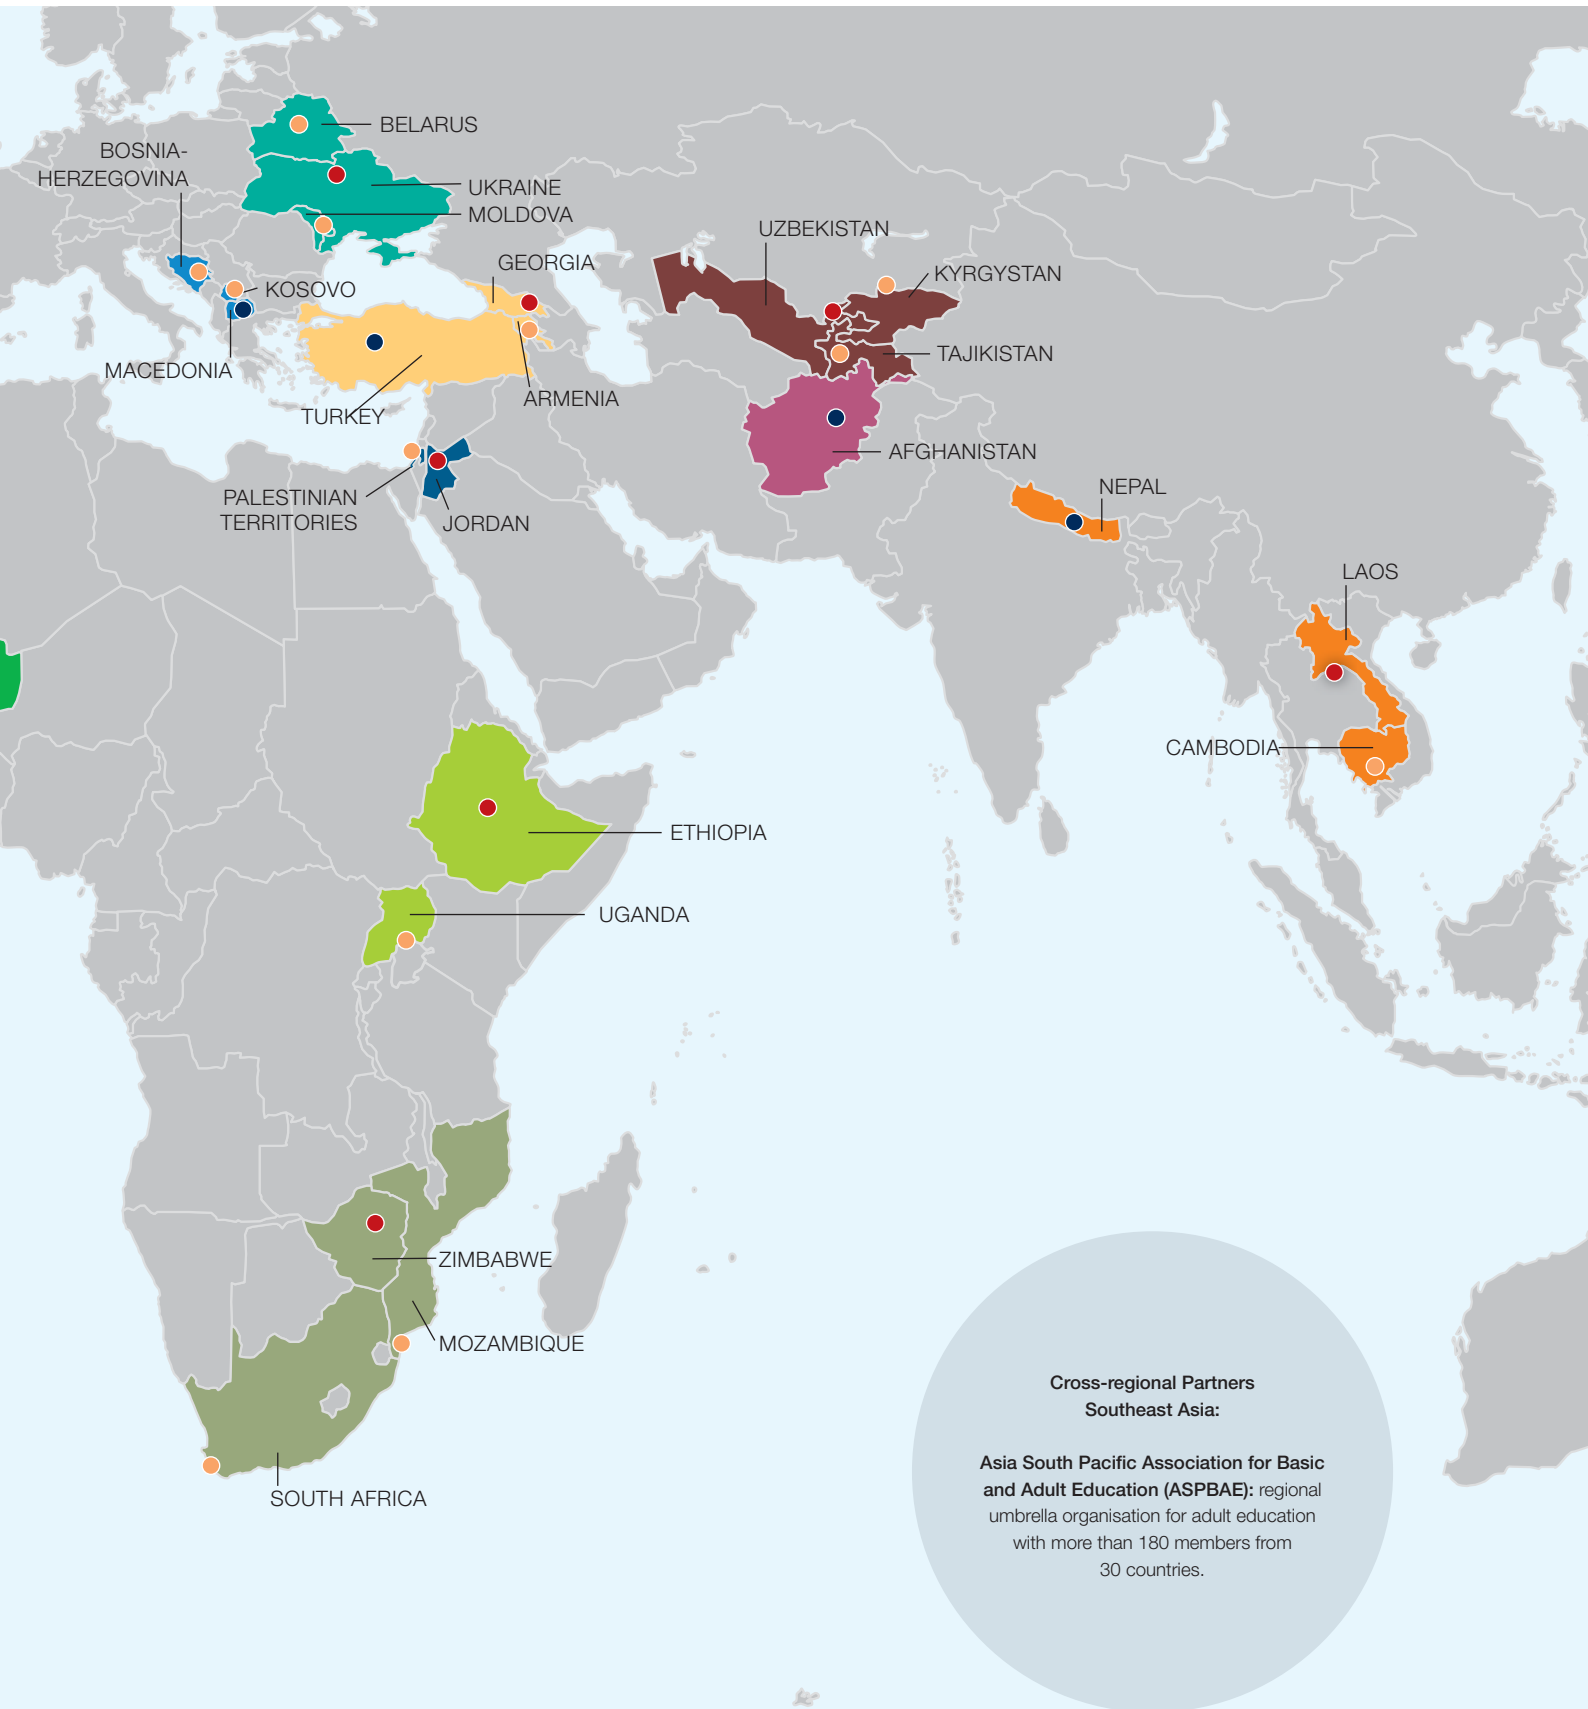 BELARUS
BOSNIA-
HERZEGOVINA
UKRAINE
MOLDOVA
UZBEKISTAN
GEORGIA
KYRGYSTAN
KOSOVO
TAJIKISTAN
MACEDONIA
ARMENIA
TURKEY
AFGHANISTAN
NEPAL
PALESTINIAN
TERRITORIES
JORDAN
LAOS
CAMBODIA
ETHIOPIA
UGANDA
ZIMBABWE
MOZAMBIQUE
SOUTH AFRICA
Cross-regional Partners
Southeast Asia:
Asia South Pacific Association for Basic
and Adult Education (ASPBAE): regional
umbrella organisation for adult education
with more than 180 members from
30 countries.